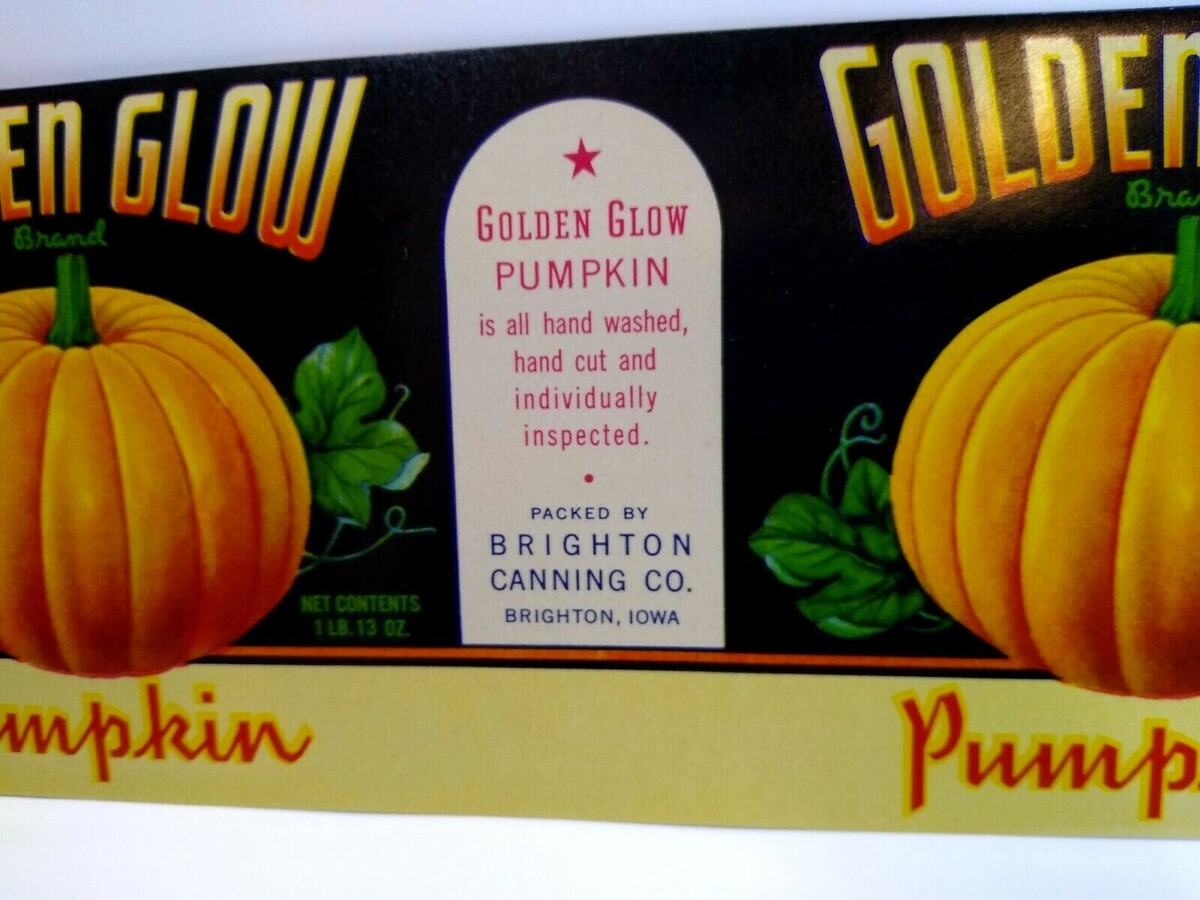 EN GLOW
Brand
NET CONTENTS
1 LB. 13 OZ.
mpkin
GOLDEN GLOW
PUMPKIN
is all hand washed,
hand cut and
individually
inspected.
PACKED BY
BRIGHTON
CANNING CO.
BRIGHTON, IOWA
GOLDEN
Bra
Pump